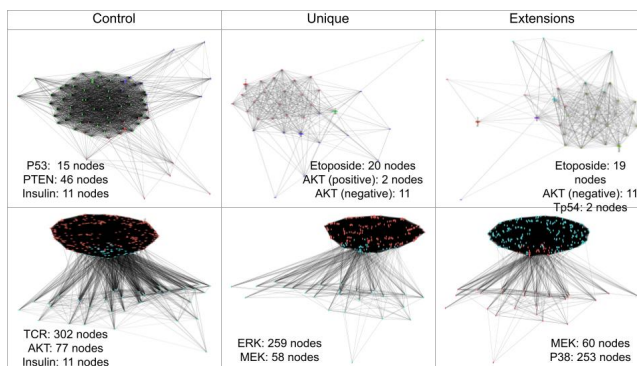 Control
Unique
Extensions
P53: 15 nodes
PTEN: 46 nodes
Insulin: 11 nodes
Etoposide: 20 nodes
AKT (positive): 2 nodes
AKT (negative): 11
Etoposide: 19
nodes
AKT (negative): 11
Tp54: 2 nodes
TCR: 302 nodes
AKT: 77 nodes
Insulin: 11 nodes
ERK: 259 nodes
MEK: 58 nodes
MEK: 60 nodes
P38: 253 nodes